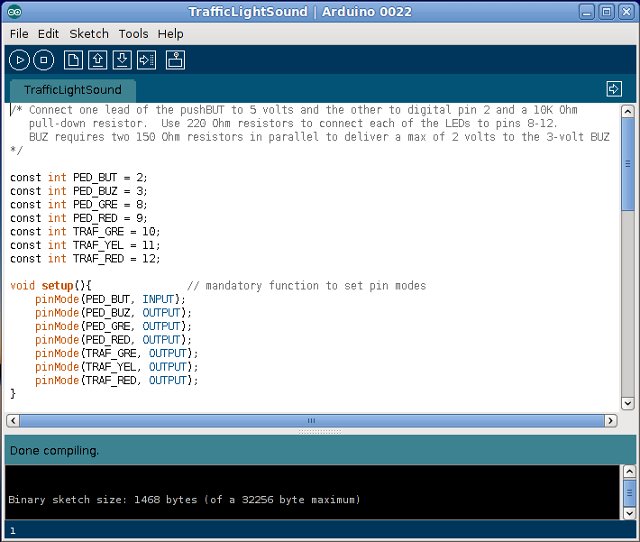 TrafficLightSound | Arduino 0022
File Edit Sketch Tools Help
TrafficLightSound
/* Connect one lead of the pushBUT to 5 volts and the other to digital pin 2 and a 10K Ohm
pull-down resistor.  Use 220 Ohm resistors to connect each of the LEDs to pins 8-12.
BUZ requires two 150 Ohm resistors in parallel to deliver a max of 2 volts to the 3-volt BUZ
*/
const int PED_BUT = 2;
const int PED_BUZ = 3;
const int PED_GRE = 8;
const int PED_RED = 9;
const int TRAF_GRE = 10;
const int TRAF_YEL = 11;
const int TRAF_RED = 12;
void setup(){ // mandatory function to set pin modes
pinMode(PED_BUT, INPUT);
pinMode(PED_BUZ, OUTPUT);
pinMode(PED_GRE, OUTPUT);
pinMode(PED_RED, OUTPUT);
pinMode(TRAF_GRE, OUTPUT);
pinMode(TRAF_YEL, OUTPUT);
pinMode(TRAF_RED, OUTPUT);
}
Done compiling.
Binary sketch size: 1468 bytes (of a 32256 byte maximum)
1